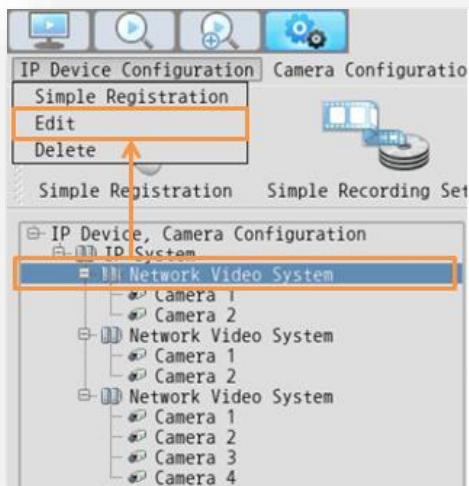 IP Device Configuration Camera Configuratio
Simple Registration
Edit
Delete
Simple Registration Simple Recording Set
IP Device, Camera Configuration
IP System
Network Video System
Camera 1
Camera 2
Network Video System
Camera 1
Camera 2
Network Video System
Camera 1
Camera 2
Camera 3
Camera 4